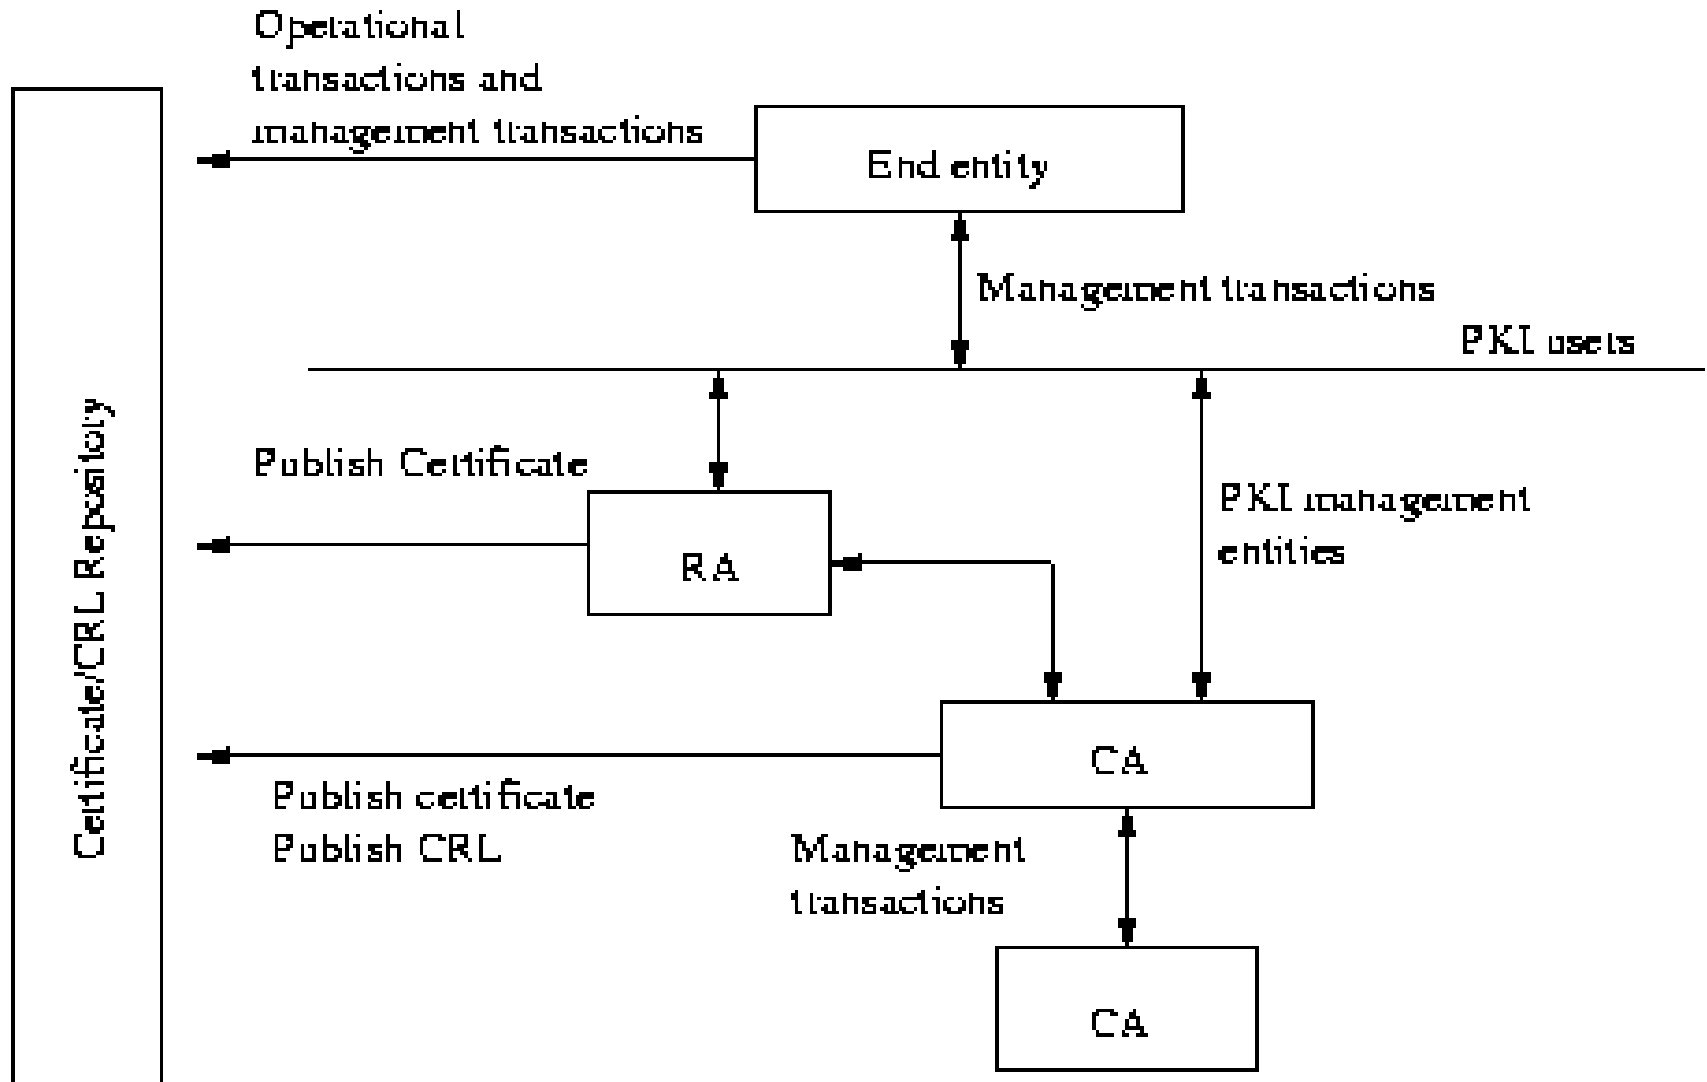 Operational
transactions and
management transactions
End entity
Management transactions
PKI users
Certificate/CRL Repository
Publish Certificate
RA
PKI management
entities
CA
Publish certificate
Publish CRL
Management
transactions
CA